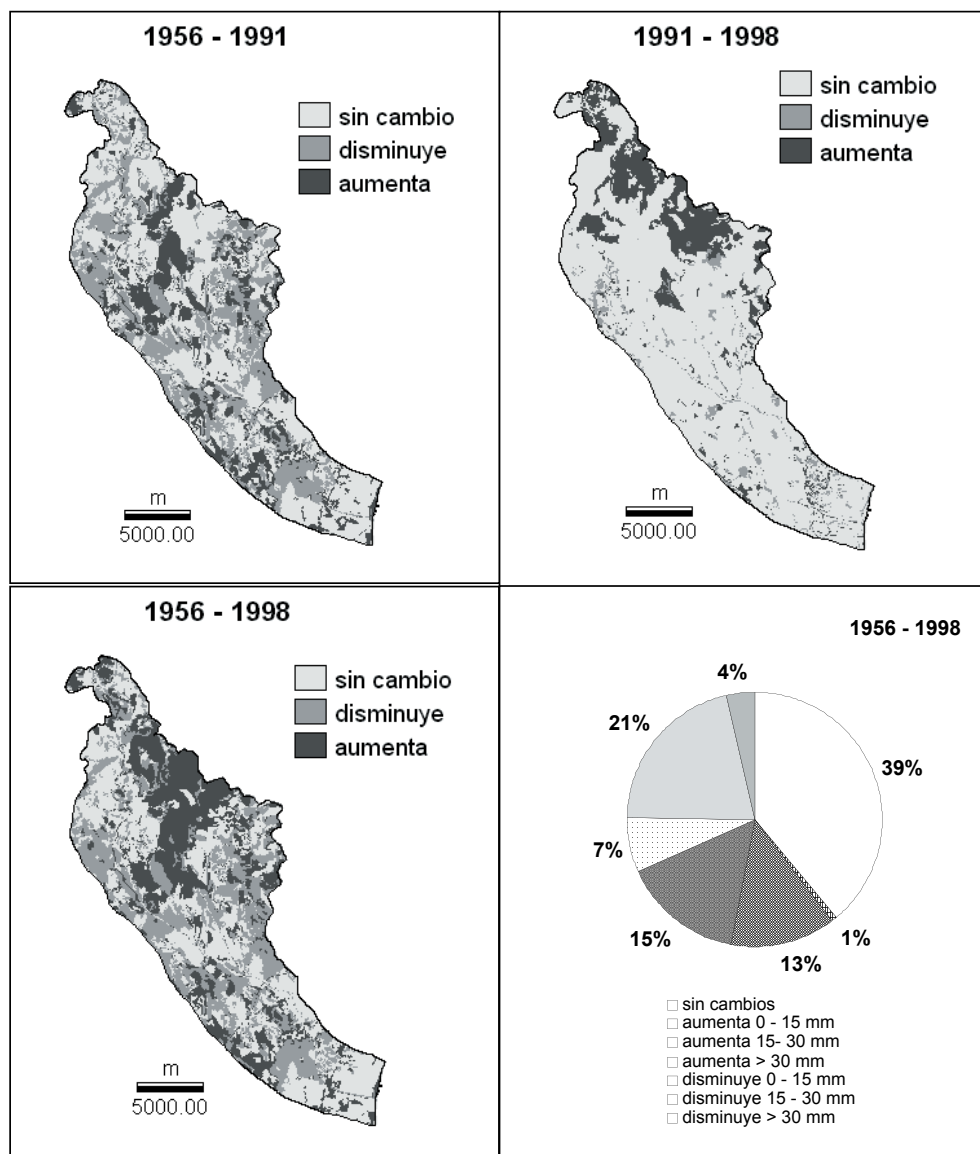 1956 - 1991
sin cambio
disminuye
aumenta
m
5000.00
1991 - 1998
sin cambio
disminuye
aumenta
m
5000.00
1956 - 1998
sin cambio
disminuye
aumenta
m
5000.00
1956 - 1998
4%
21%
39%
7%
15%
13%
1%
sin cambios
aumenta 0 - 15 mm
aumenta 15- 30 mm
aumenta > 30 mm
disminuye 0 - 15 mm
disminuye 15 - 30 mm
disminuye > 30 mm